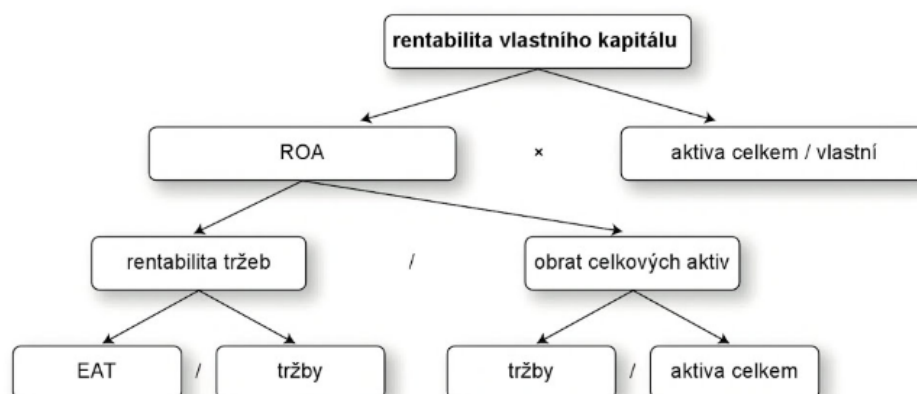 rentabilita vlastního kapitálu
ROA × aktiva celkem / vlastní
rentabilita tržeb / obrat celkových aktiv
EAT / tržby tržby / aktiva celkem